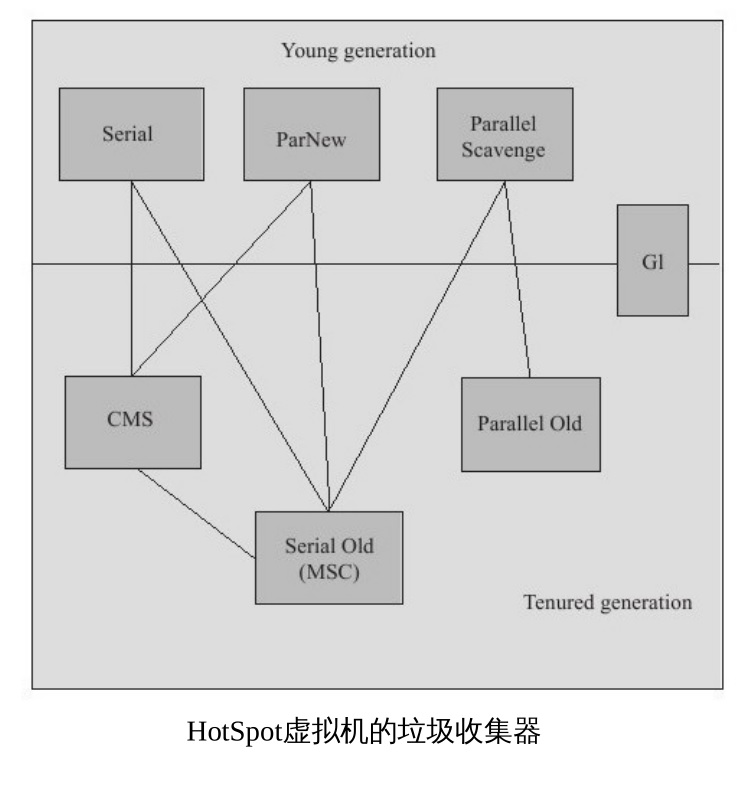 Young generation
Serial
ParNew
Parallel
Scavenge
Gl
CMS
Parallel Old
Serial Old
(MSC)
Tenured generation
HotSpot虚拟机的垃圾收集器